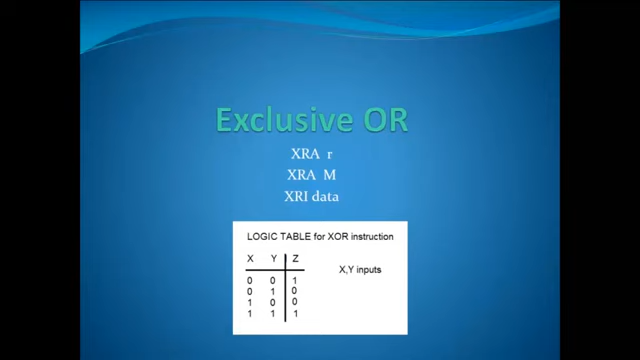 Exclusive OR
XRA r
XRA M
XRI data
LOGIC TABLE for XOR instruction
X Y Z
X,Y inputs
0 0 1
0 1 0
1 0 0
1 1 1